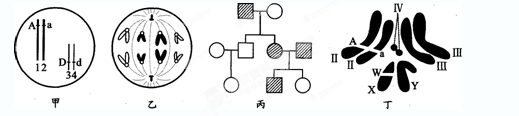 A a
D d
1 2
3 4
甲
乙
丙
IV
A a
II II III III
W
X Y
丁